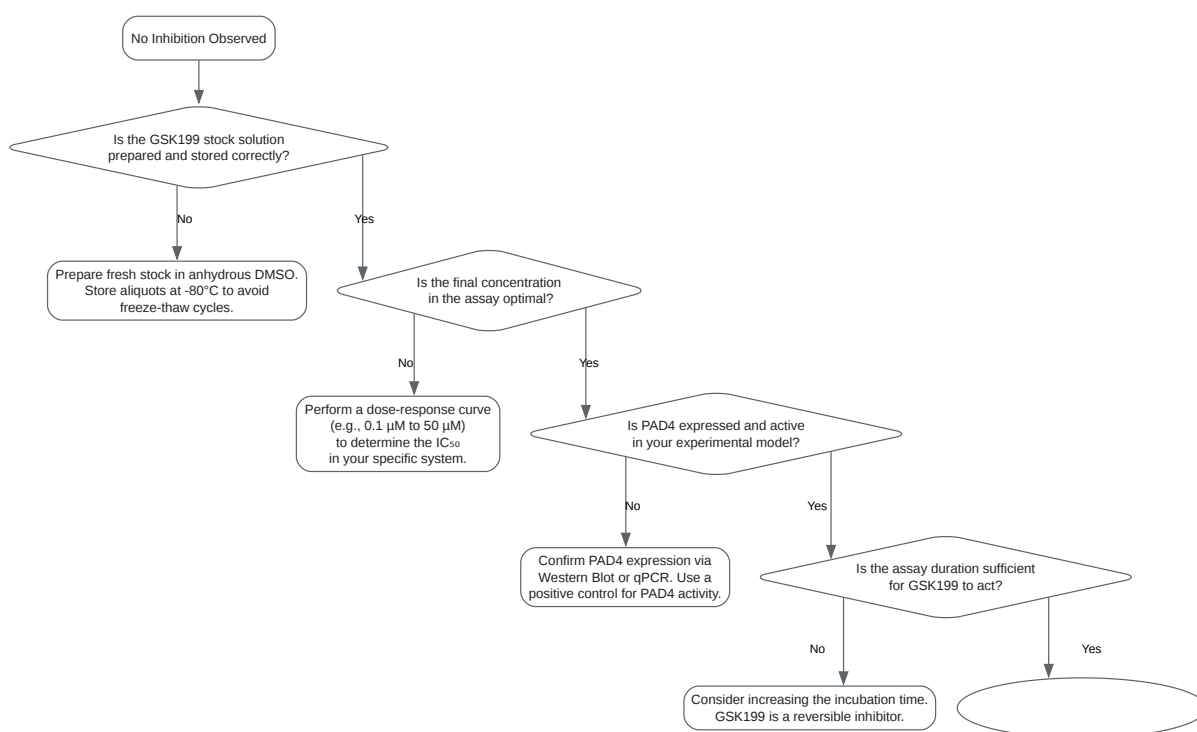 No Inhibition Observed
Is the GSK199 stock solution
prepared and stored correctly?
No
Yes
Prepare fresh stock in anhydrous DMSO.
Store aliquots at -80°C to avoid
freeze-thaw cycles.
Is the final concentration
in the assay optimal?
No
Yes
Perform a dose-response curve
(e.g., 0.1 µM to 50 µM)
to determine the IC₅₀
in your specific system.
Is PAD4 expressed and active
in your experimental model?
No
Yes
Confirm PAD4 expression via
Western Blot or qPCR. Use a
positive control for PAD4 activity.
Is the assay duration sufficient
for GSK199 to act?
No
Yes
Consider increasing the incubation time.
GSK199 is a reversible inhibitor.